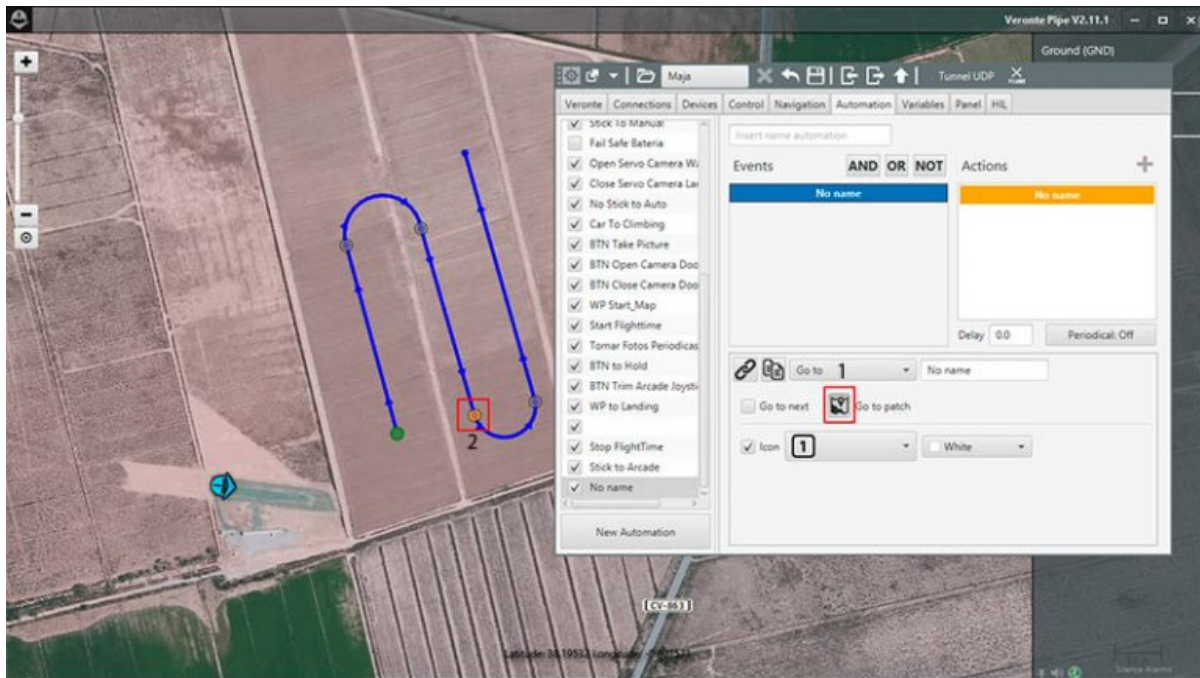 Veronte Pipe V2.11.1
Ground (GND)
Maja
Tunnel UDP
Veronte Connections Devices Control Navigation Automation Variables Panel HIL
Stick To Manual
Fail Safe Bateria
Open Servo Camera Wa
Close Servo Camera Lan
No Stick to Auto
Car To Climbing
BTN Take Picture
BTN Open Camera Doo
BTN Close Camera Doo
WP Start_Map
Start Flighttime
Tomar Fotos Periodicas
BTN to Hold
BTN Trim Arcade Joysti
WP to Landing
Stop FlightTime
Stick to Arcade
No name
New Automation
Insert name automation
Events AND OR NOT Actions
No name
No name
Delay 0.0 Periodical: Off
Go to 1 No name
Go to next Go to patch
Icon 1 White
2
CV-863
Latitude: 38.19532 Longitude: